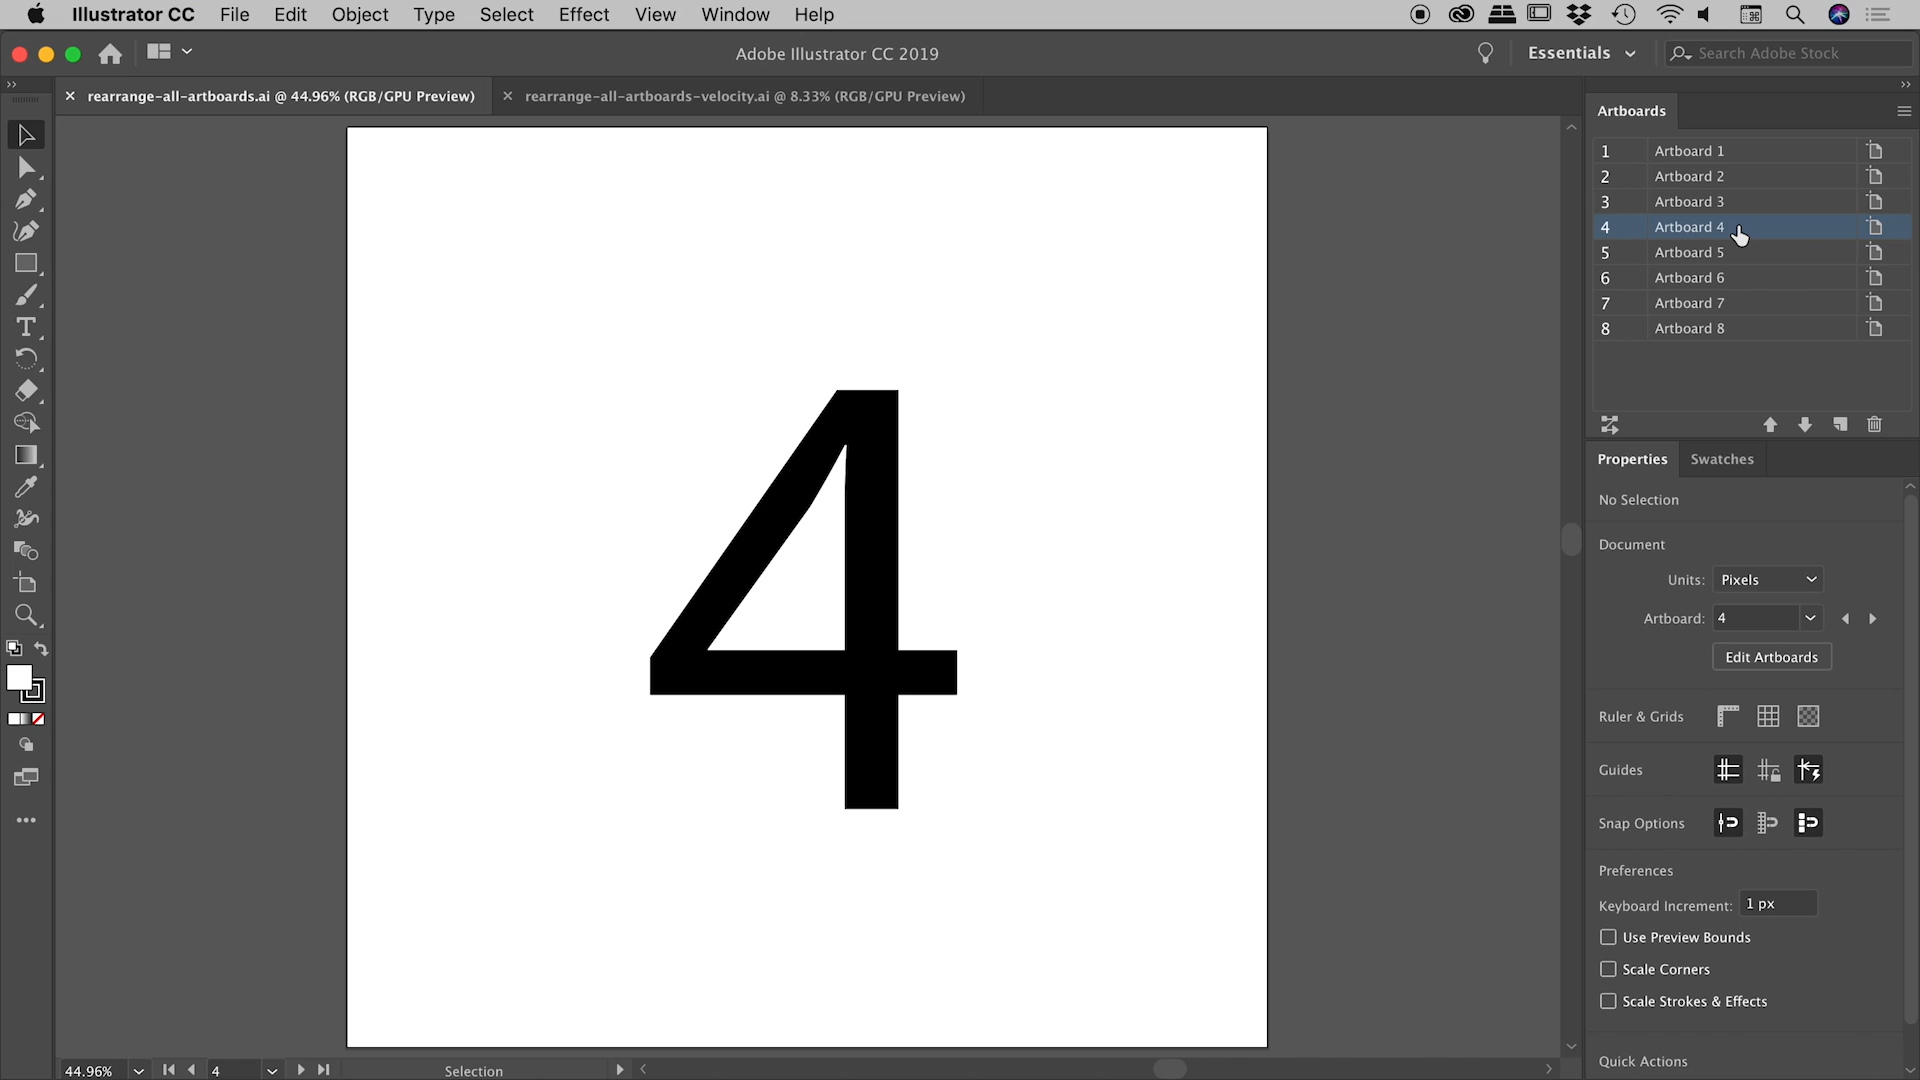 Illustrator CC File Edit Object Type Select Effect View Window Help
Adobe Illustrator CC 2019
Essentials
Search Adobe Stock
rearrange-all-artboards.ai @ 44.96% (RGB/GPU Preview)
rearrange-all-artboards-velocity.ai @ 8.33% (RGB/GPU Preview)
Artboards
1 Artboard 1
2 Artboard 2
3 Artboard 3
4 Artboard 4
5 Artboard 5
6 Artboard 6
7 Artboard 7
8 Artboard 8
4
Properties Swatches
No Selection
Document
Units: Pixels
Artboard: 4
Edit Artboards
Ruler & Grids
Guides
Snap Options
Preferences
Keyboard Increment: 1 px
Use Preview Bounds
Scale Corners
Scale Strokes & Effects
Quick Actions
44.96% 4 Selection